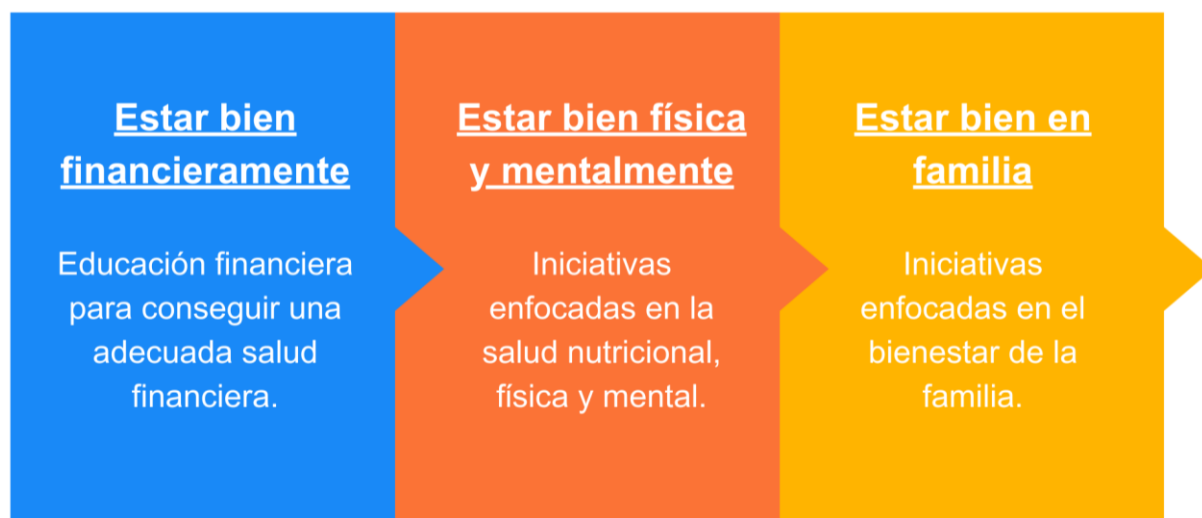 Estar bien
financieramente
Educación financiera
para conseguir una
adecuada salud
financiera.
Estar bien física
y mentalmente
Iniciativas
enfocadas en la
salud nutricional,
física y mental.
Estar bien en
familia
Iniciativas
enfocadas en el
bienestar de la
familia.